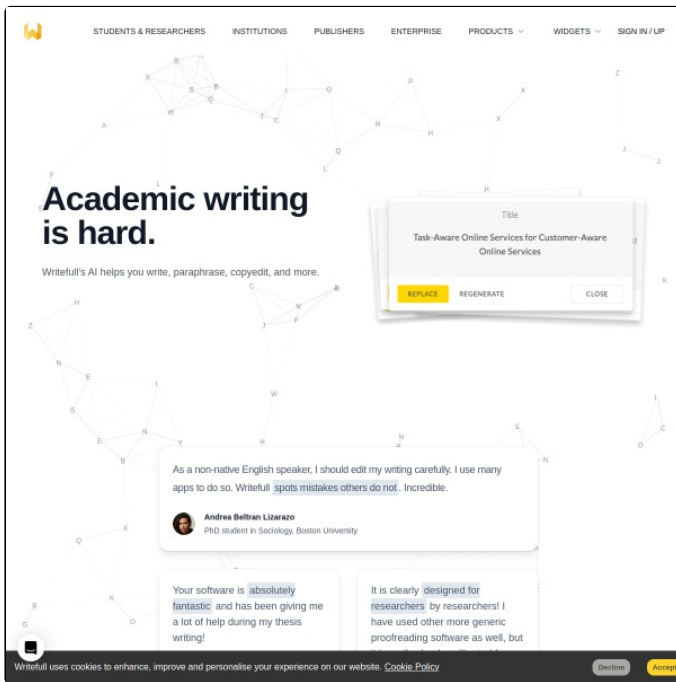 STUDENTS & RESEARCHERS INSTITUTIONS PUBLISHERS ENTERPRISE PRODUCTS WIDGETS SIGN IN / UP
Academic writing
is hard.
Writefull's AI helps you write, paraphrase, copyedit, and more.
Title
Task-Aware Online Services for Customer-Aware
Online Services
REPLACE REGENERATE CLOSE
As a non-native English speaker, I should edit my writing carefully. I use many
apps to do so. Writefull spots mistakes others do not. Incredible.
Andrea Beltran Lizarazo
PhD student in Sociology, Boston University
Your software is absolutely
fantastic and has been giving me
a lot of help during my thesis
writing!
It is clearly designed for
researchers by researchers! I
have used other more generic
proofreading software as well, but
Writefull uses cookies to enhance, improve and personalise your experience on our website. Cookie Policy
Decline Accept